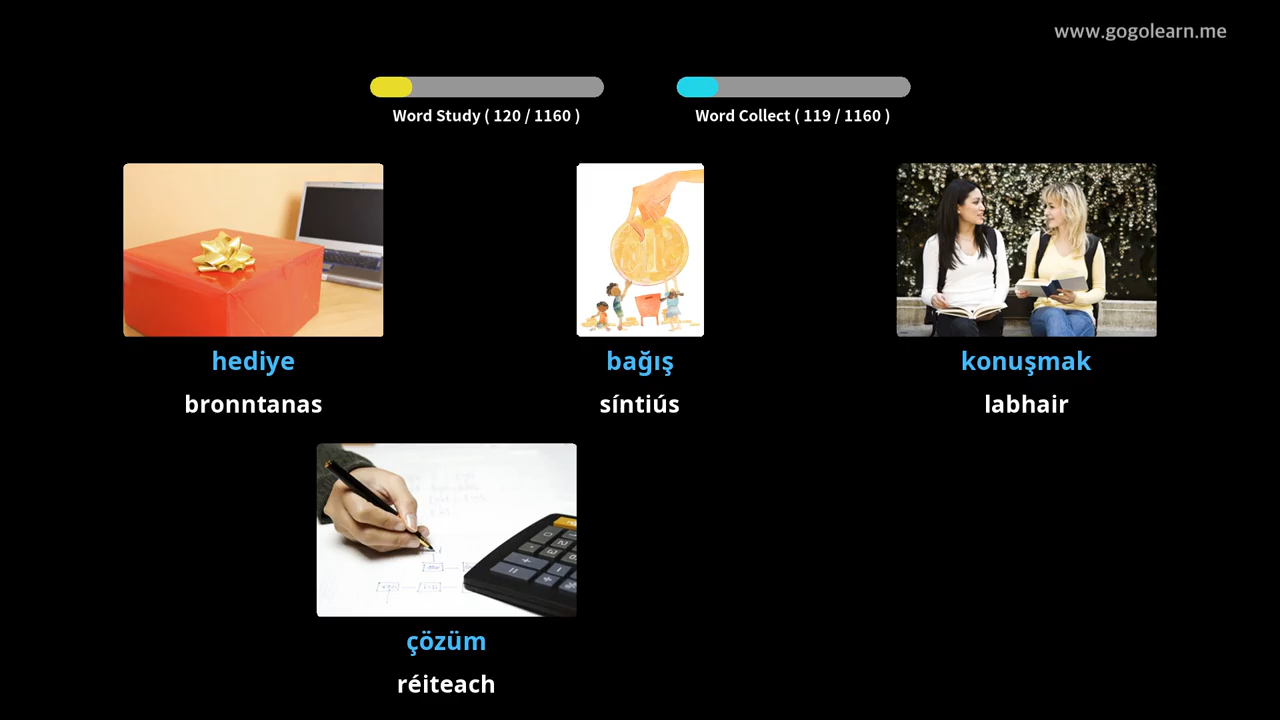 www.gogolearn.me
Word Study ( 120 / 1160 )
Word Collect ( 119 / 1160 )
hediye
bronntanas
bağış
síntiús
konuşmak
labhair
çözüm
réiteach